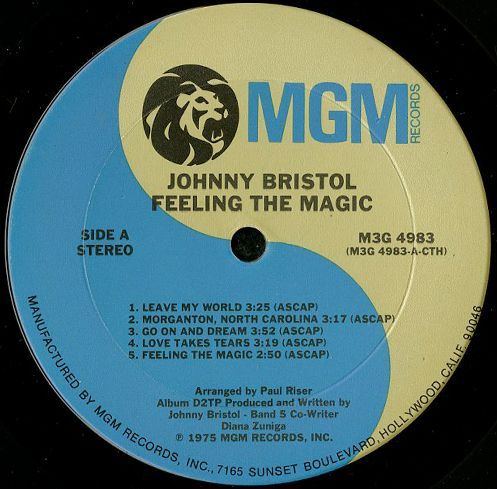 MGM
RECORDS
JOHNNY BRISTOL
FEELING THE MAGIC
SIDE A
STEREO
M3G 4983
(M3G 4983-A-CTH)
1. LEAVE MY WORLD 3:25 (ASCAP)
2. MORGANTON, NORTH CAROLINA 3:17 (ASCAP)
3. GO ON AND DREAM 3:52 (ASCAP)
4. LOVE TAKES TEARS 3:19 (ASCAP)
5. FEELING THE MAGIC 2:50 (ASCAP)
Arranged by Paul Riser
Album D2TP Produced and Written by
Johnny Bristol - Band 5 Co-Writer
Diana Zuniga
℗ 1975 MGM RECORDS, INC.
MANUFACTURED BY MGM RECORDS, INC., 7165 SUNSET BOULEVARD, HOLLYWOOD, CALIF. 90046